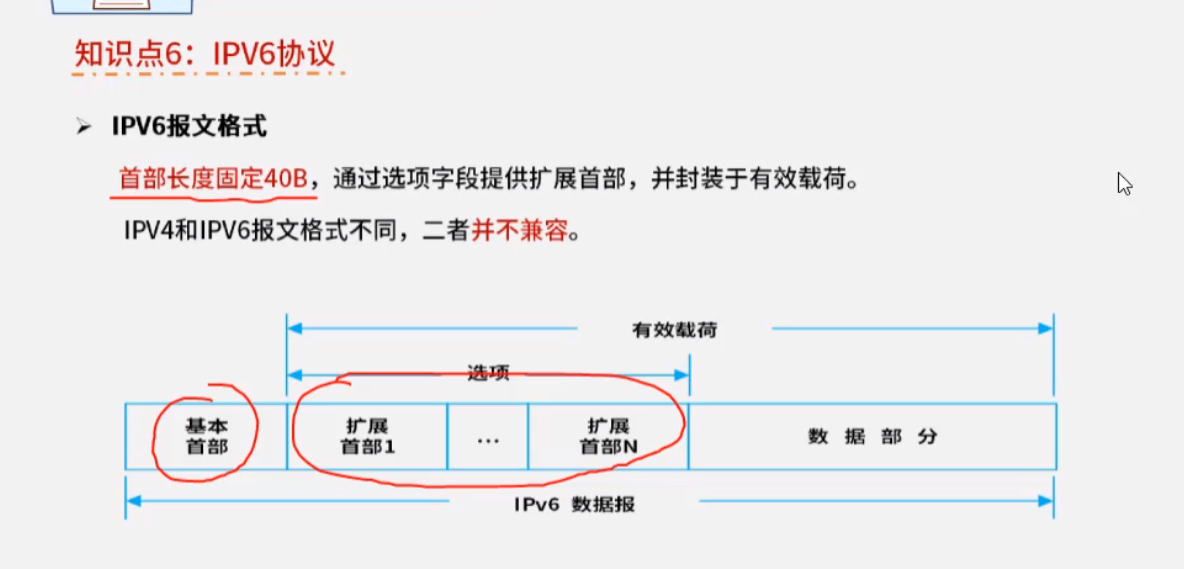 知识点6：IPV6协议
➢ IPV6报文格式
首部长度固定40B，通过选项字段提供扩展首部，并封装于有效载荷。
IPV4和IPV6报文格式不同，二者并不兼容。
有效载荷
选项
基本
首部
扩展
首部1
...
扩展
首部N
数据部分
IPv6 数据报